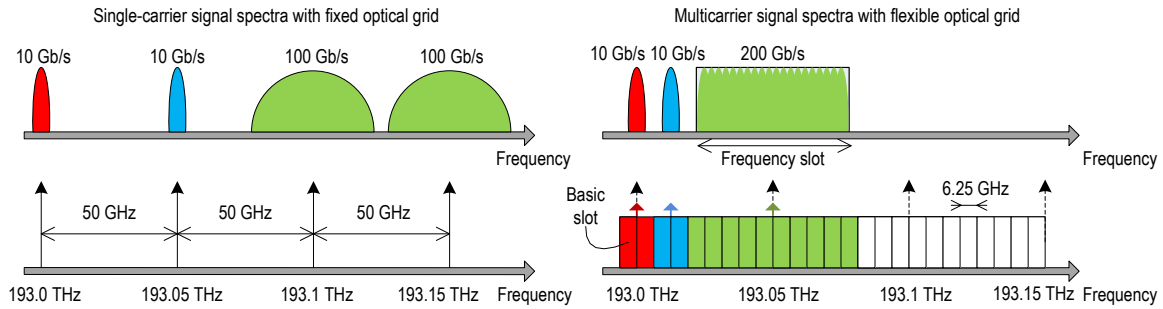 Single-carrier signal spectra with fixed optical grid
10 Gb/s
10 Gb/s
100 Gb/s
100 Gb/s
Frequency
50 GHz
50 GHz
50 GHz
193.0 THz
193.05 THz
193.1 THz
193.15 THz
Frequency
Multicarrier signal spectra with flexible optical grid
10 Gb/s
10 Gb/s
200 Gb/s
Frequency slot
Frequency
Basic
slot
6.25 GHz
193.0 THz
193.05 THz
193.1 THz
193.15 THz
Frequency